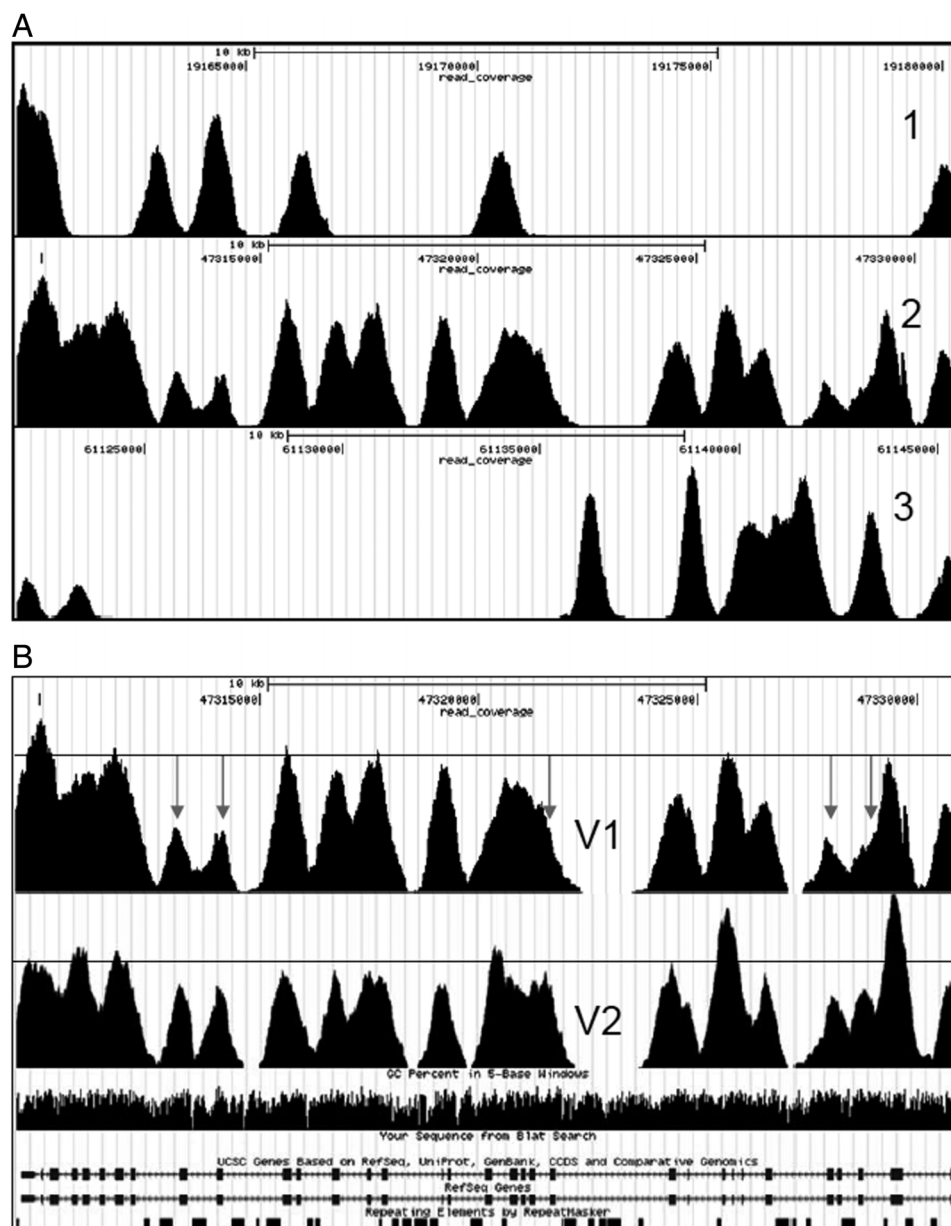 A
10 kb
19165000| 19170000| 19175000| 19180000|
read_coverage
1
10 kb
47315000| 47320000| 47325000| 47330000|
read_coverage
2
10 kb
61125000| 61130000| 61135000| 61140000| 61145000|
read_coverage
3
B
10 kb
47315000| 47320000| 47325000| 47330000|
read_coverage
V1
V2
GC Percent in 5-Base Windows
Your Sequence from Blat Search
UCSC Genes Based on RefSeq, UniProt, GenBank, CCDS and Comparative Genomics
RefSeq Genes
Repeating Elements by RepeatMasker